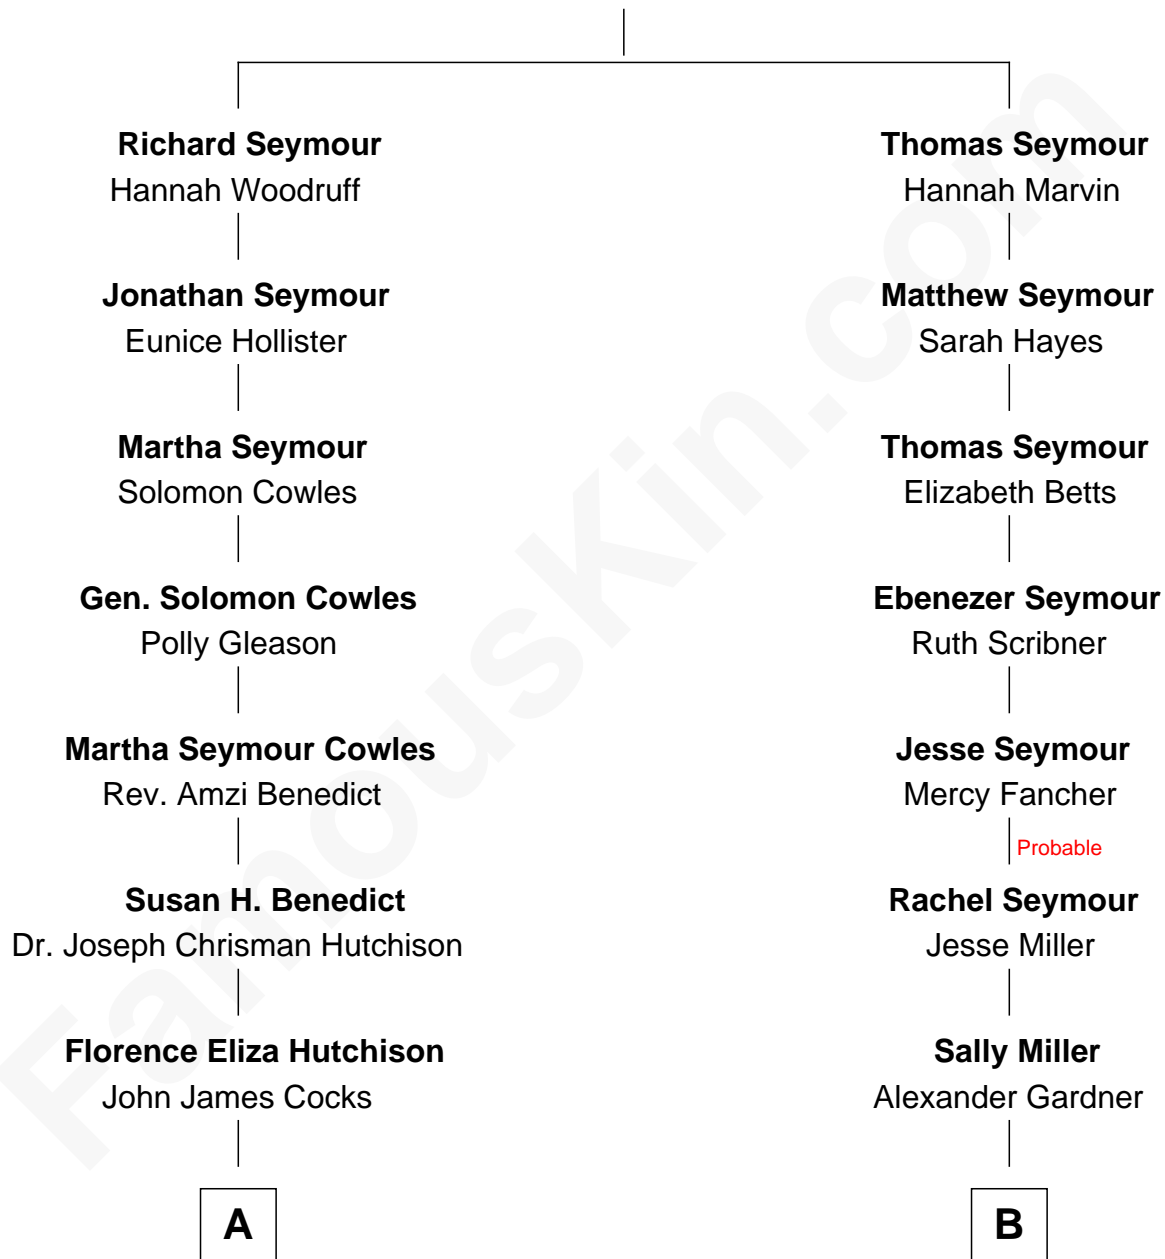 Richard Seymour
Hannah Woodruff
Jonathan Seymour
Eunice Hollister
Martha Seymour
Solomon Cowles
Gen. Solomon Cowles
Polly Gleason
Martha Seymour Cowles
Rev. Amzi Benedict
Susan H. Benedict
Dr. Joseph Chrisman Hutchison
Florence Eliza Hutchison
John James Cocks
A
Thomas Seymour
Hannah Marvin
Matthew Seymour
Sarah Hayes
Thomas Seymour
Elizabeth Betts
Ebenezer Seymour
Ruth Scribner
Jesse Seymour
Mercy Fancher
Probable
Rachel Seymour
Jesse Miller
Sally Miller
Alexander Gardner
B
FamousKin.com